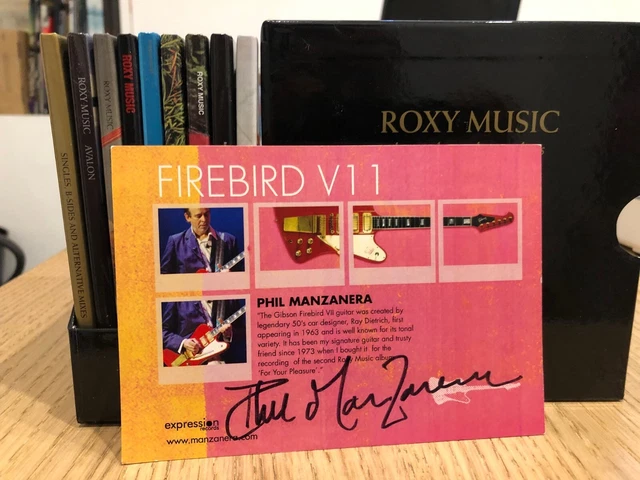 SINGLES, B-SIDES AND ALTERNATIVE MIXES
ROXY MUSIC AVALON
ROXY MUSIC
ROXY MUSIC
ROXY MUSIC
ROXY MUSIC
FIREBIRD V11
PHIL MANZANERA
"The Gibson Firebird VII guitar was created by
legendary 50's car designer, Ray Dietrich, first
appearing in 1963 and is well known for its tonal
variety. It has been my signature guitar and trusty
friend since 1973 when I bought it for the
recording of the second Roxy Music album
'For Your Pleasure'."
Phil Manzanera
expression
records
www.manzanera.com